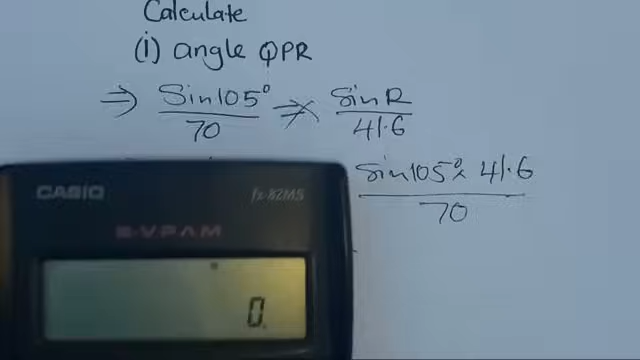 Calculate
(i) angle QPR
⇒ Sin105°/70 ⇒ SinR/41.6
Sin105° × 41.6
70
CASIO fx-82MS
S-V.P.A.M
0.